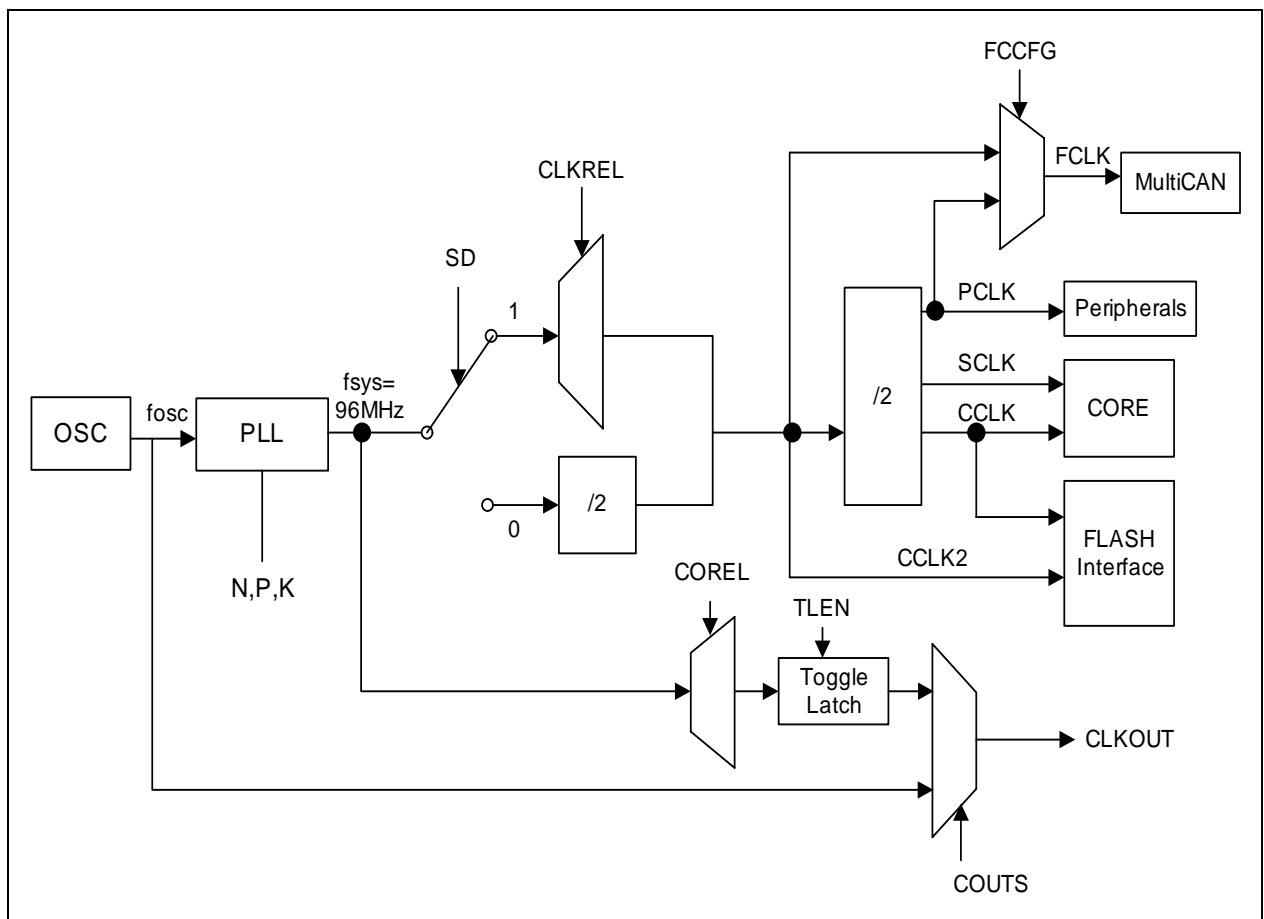 FCCFG
FCLK
MultiCAN
CLKREL
SD
1
PCLK
Peripherals
SCLK
/2
CCLK
CORE
fsys=
96MHz
fosc
OSC
PLL
/2
0
FLASH
Interface
CCLK2
N,P,K
COREL
TLEN
Toggle
Latch
CLKOUT
COUTS